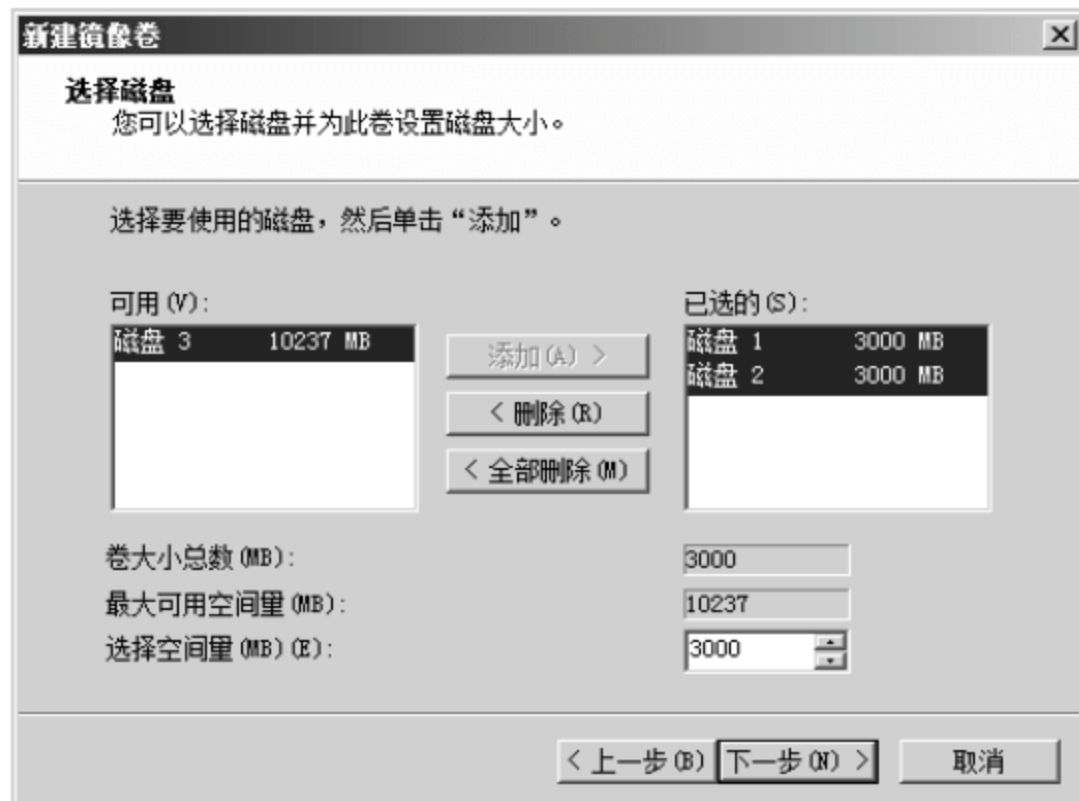 新建镜像卷
选择磁盘
您可以选择磁盘并为此卷设置磁盘大小。
选择要使用的磁盘，然后单击“添加”。
可用(V):
磁盘 3 10237 MB
添加(A) >
< 删除(R)
< 全部删除(M)
已选的(S):
磁盘 1 3000 MB
磁盘 2 3000 MB
卷大小总数(MB): 3000
最大可用空间量(MB): 10237
选择空间量(MB)(E): 3000
< 上一步(B) 下一步(N) > 取消